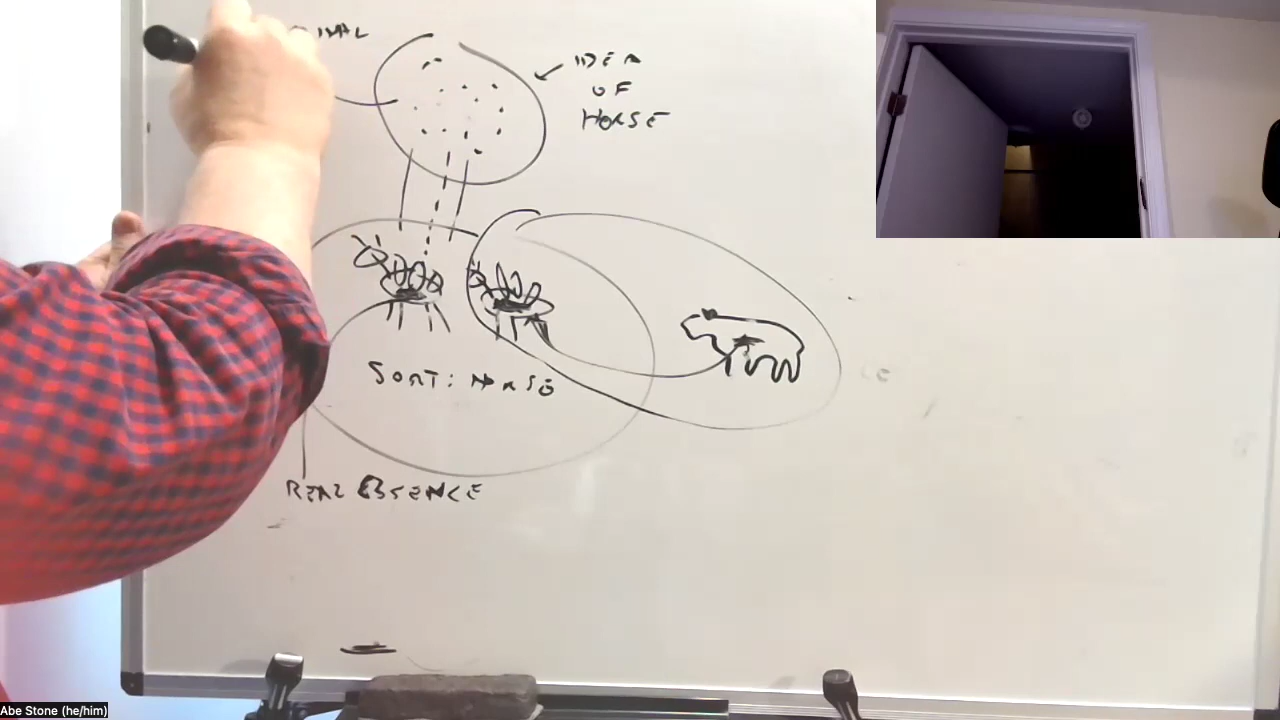 IDEA
OF
HORSE
SORT: HORSE
REAL ESSENCE
Abe Stone (he/him)